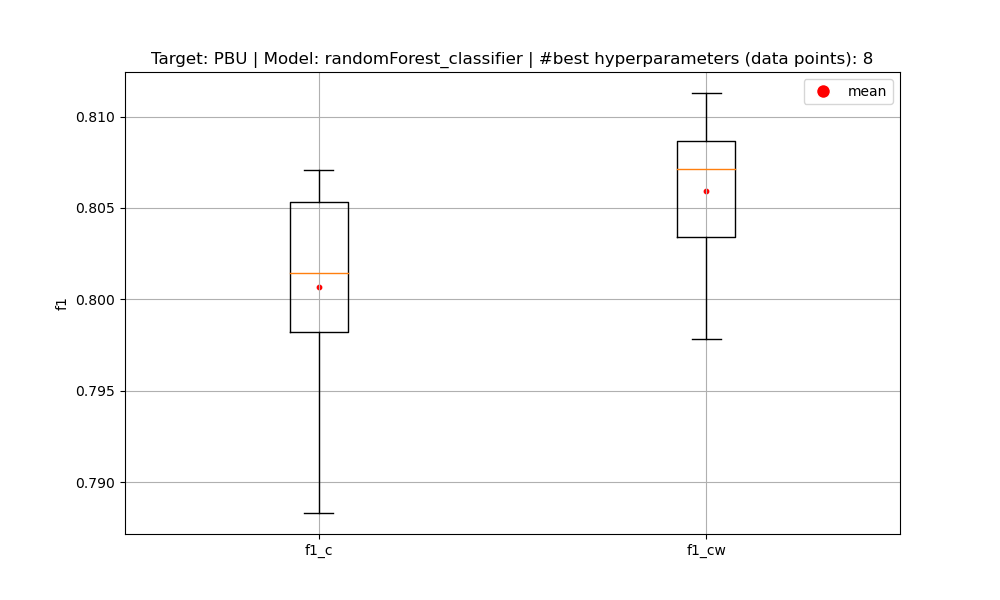 Target: PBU | Model: randomForest_classifier | #best hyperparameters (data points): 8
mean
0.810
0.805
0.800
0.795
0.790
f1
f1_c
f1_cw